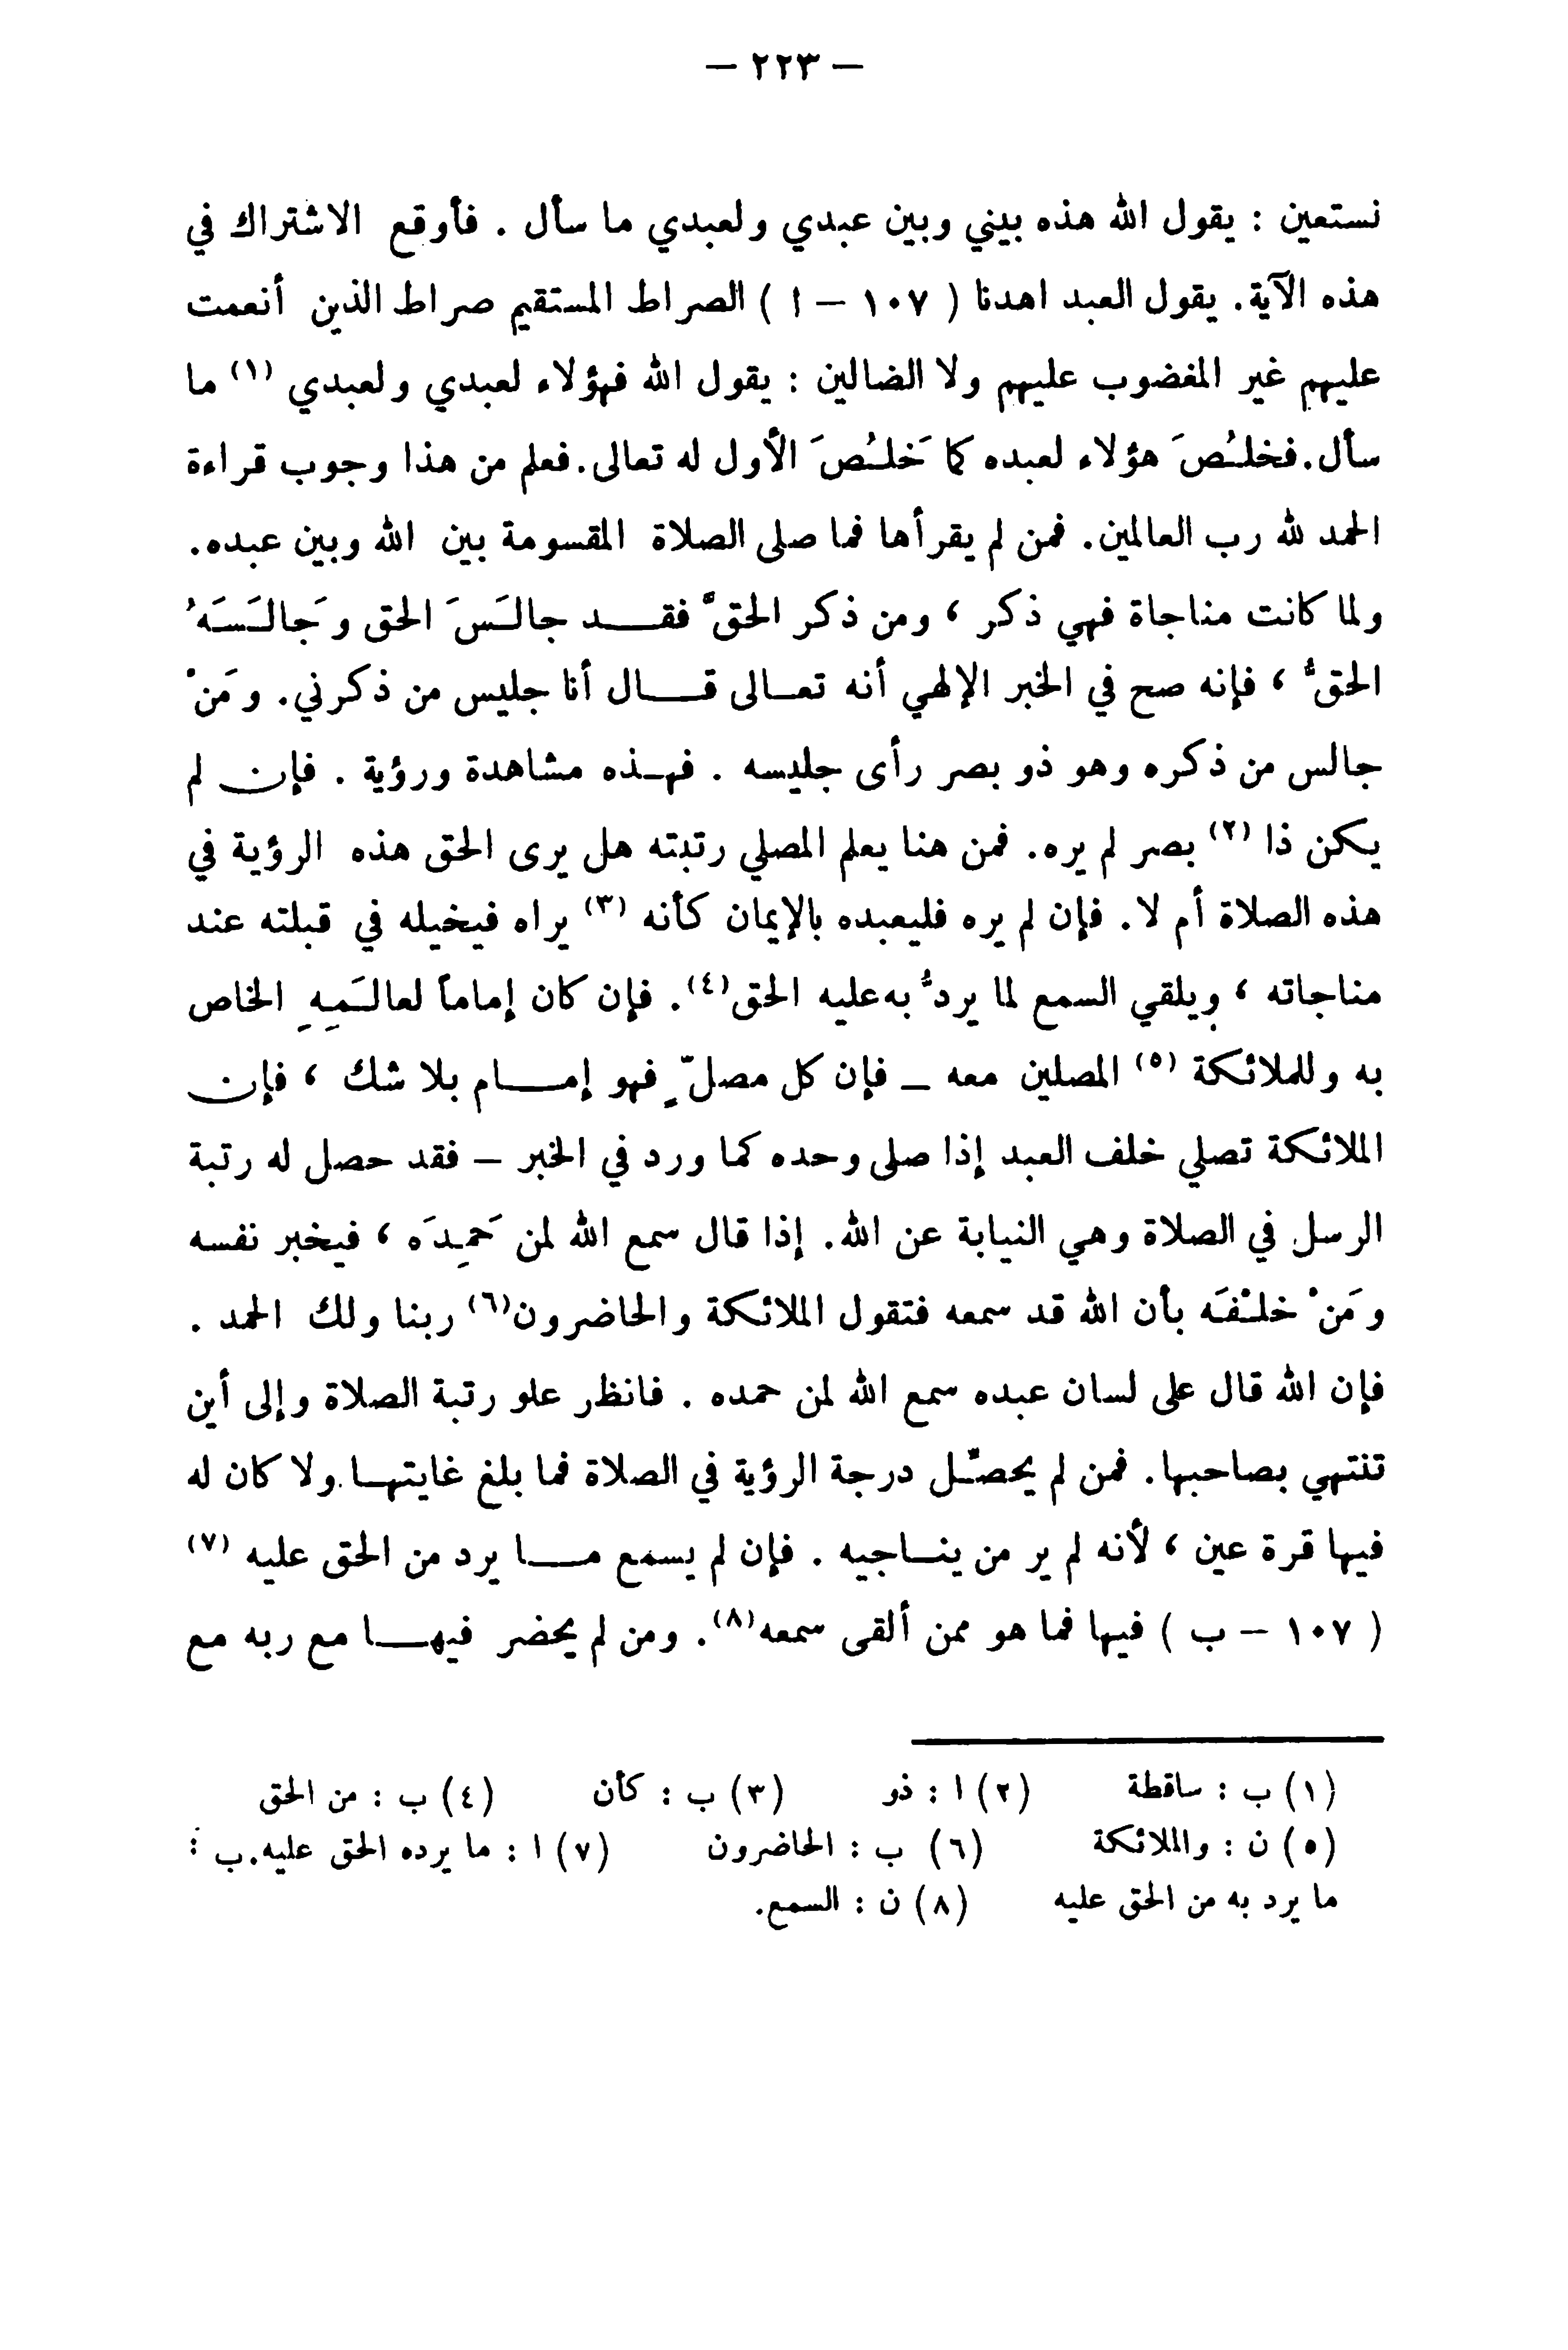 — ٢٢٣ —
نستعين : يقول الله هذه بيني وبين عبدي ولعبدي ما سأل . فأوقع الاشتراك في
هذه الآية. يقول العبد اهدنا ( ١٠٧ – ا ) الصراط المستقيم صراط الذين أنعمت
عليهم غير المغضوب عليهم ولا الضالين : يقول الله فهؤلاء لعبدي ولعبدي (١) ما
سأل. فخلُصَ هؤلاء لعبده كما خَلُصَ الأول له تعالى. فعلم من هذا وجوب قراءة
الحمد لله رب العالمين. فمن لم يقرأها فما صلى الصلاة المقسومة بين الله وبين عبده.
ولما كانت مناجاة فهي ذكر ، ومن ذكر الحقَّ فقد جالَسَ الحق وجَالَسَهُ
الحقُّ ، فإنه صح في الخبر الإلهي أنه تعالى قال أنا جليس من ذكرني. ومَنْ
جالس من ذكره وهو ذو بصر رأى جليسه . فهذه مشاهدة ورؤية . فإن لم
يكن ذا (٢) بصر لم يره. فمن هنا يعلم المصلي رتبته هل يرى الحق هذه الرؤية في
هذه الصلاة أم لا. فإن لم يره فليعبده بالإيمان كأنه (٣) يراه فيخيله في قبلته عند
مناجاته ، ويلقي السمع لما يردُّ به عليه الحق(٤). فإن كان إماماً لعالَمِهِ الخاص
به وللملائكة (٥) المصلين معه – فإن كل مصلٍّ فهو إمام بلا شك ، فإن
الملائكة تصلي خلف العبد إذا صلى وحده كما ورد في الخبر – فقد حصل له رتبة
الرسل في الصلاة وهي النيابة عن الله. إذا قال سمع الله لمن حَمِدَه ، فيخبر نفسه
ومَنْ خلْفَه بأن الله قد سمعه فتقول الملائكة والحاضرون(٦) ربنا ولك الحمد .
فإن الله قال على لسان عبده سمع الله لمن حمده . فانظر علو رتبة الصلاة وإلى أين
تنتهي بصاحبها. فمن لم يحصّل درجة الرؤية في الصلاة فما بلغ غايتها ولا كان له
فيها قرة عين ، لأنه لم ير من يناجيه . فإن لم يسمع ما يرد من الحق عليه (٧)
( ١٠٧ – ب ) فيها فما هو ممن ألقى سمعه(٨). ومن لم يحضر فيها مع ربه مع
(١) ب : ساقطة (٢) ا : ذو (٣) ب : كأن (٤) ب : من الحق
(٥) ن : والملائكة (٦) ب : الحاضرون (٧) ا : ما يرده الحق عليه. ب :
ما يرد به من الحق عليه (٨) ن : السمع.